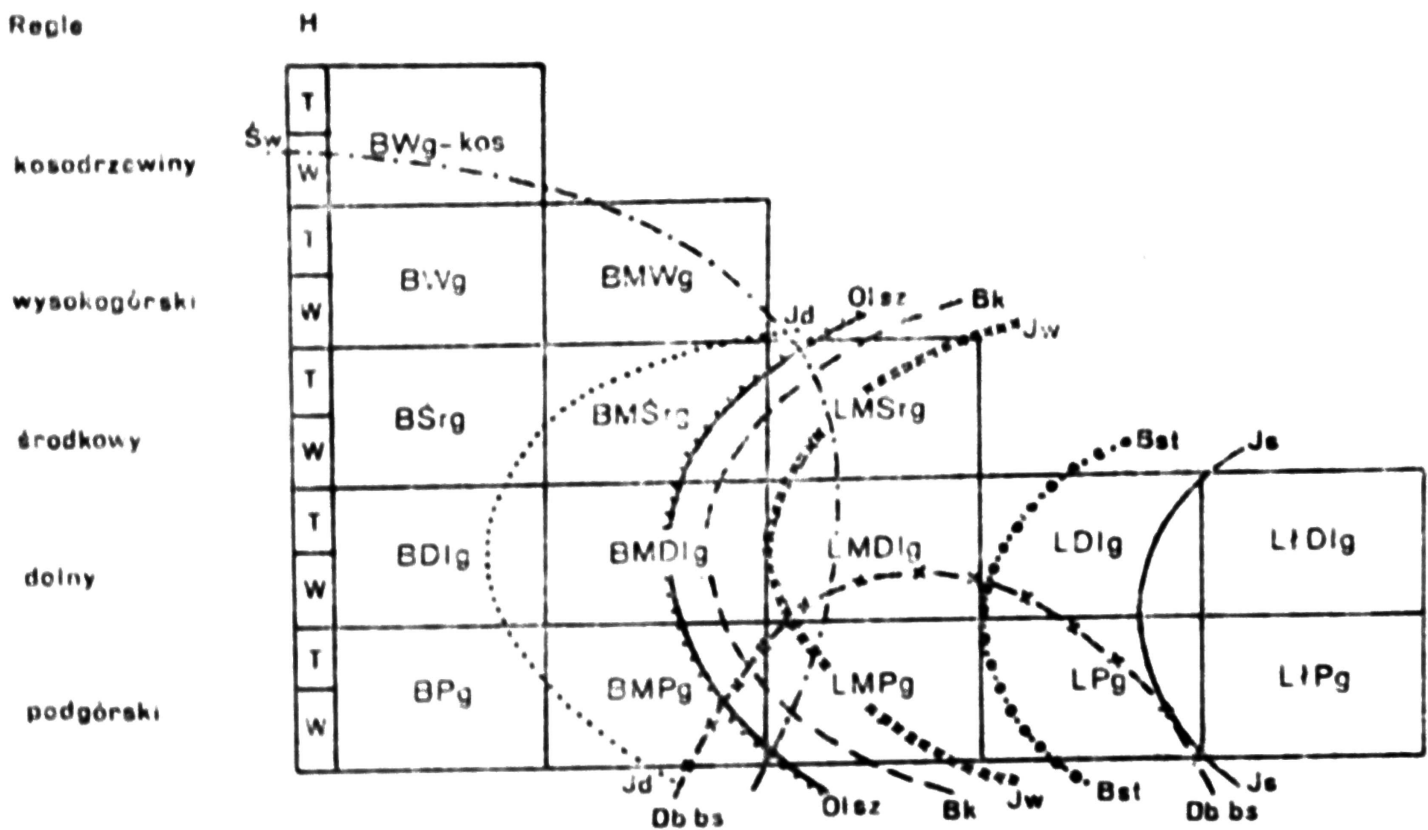 Regle H
T
Św BWg-kos
kosodrzewiny W
T
BWg BMWg
wysokogórski W Jd Olsz Bk Jw
T
BŚrg BMŚrg LMŚrg
środkowy W Bst Js
T
BDlg BMDlg LMDlg LDlg LłDlg
dolny W
T
BPg BMPg LMPg LPg LłPg
podgórski W
Jd Db bs Olsz Bk Jw Bst Db bs Js